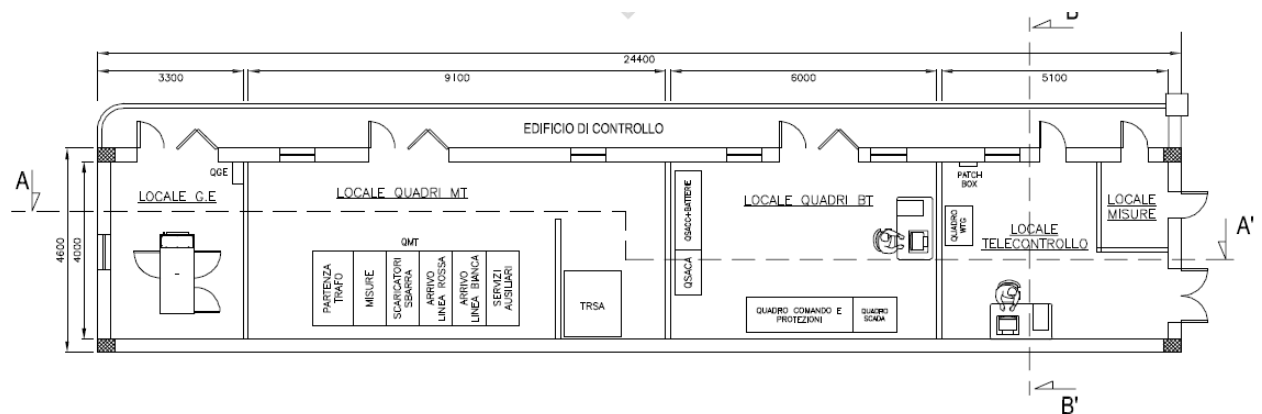 B
24400
3300
9100
6000
5100
EDIFICIO DI CONTROLLO
A
QGE
LOCALE G.E
LOCALE QUADRI MT
QSACC+BATTERIE
LOCALE QUADRI BT
PATCH
BOX
LOCALE
MISURE
QUADRO
WTG
LOCALE
TELECONTROLLO
A'
4600
4000
QMT
PARTENZA
TRAFO
MISURE
SCARICATORI
SBARRA
ARRIVO
LINEA ROSSA
ARRIVO
LINEA BIANCA
SERVIZI
AUSILIARI
TRSA
QSACA
QUADRO COMANDO E
PROTEZIONI
QUADRO
SCADA
B'